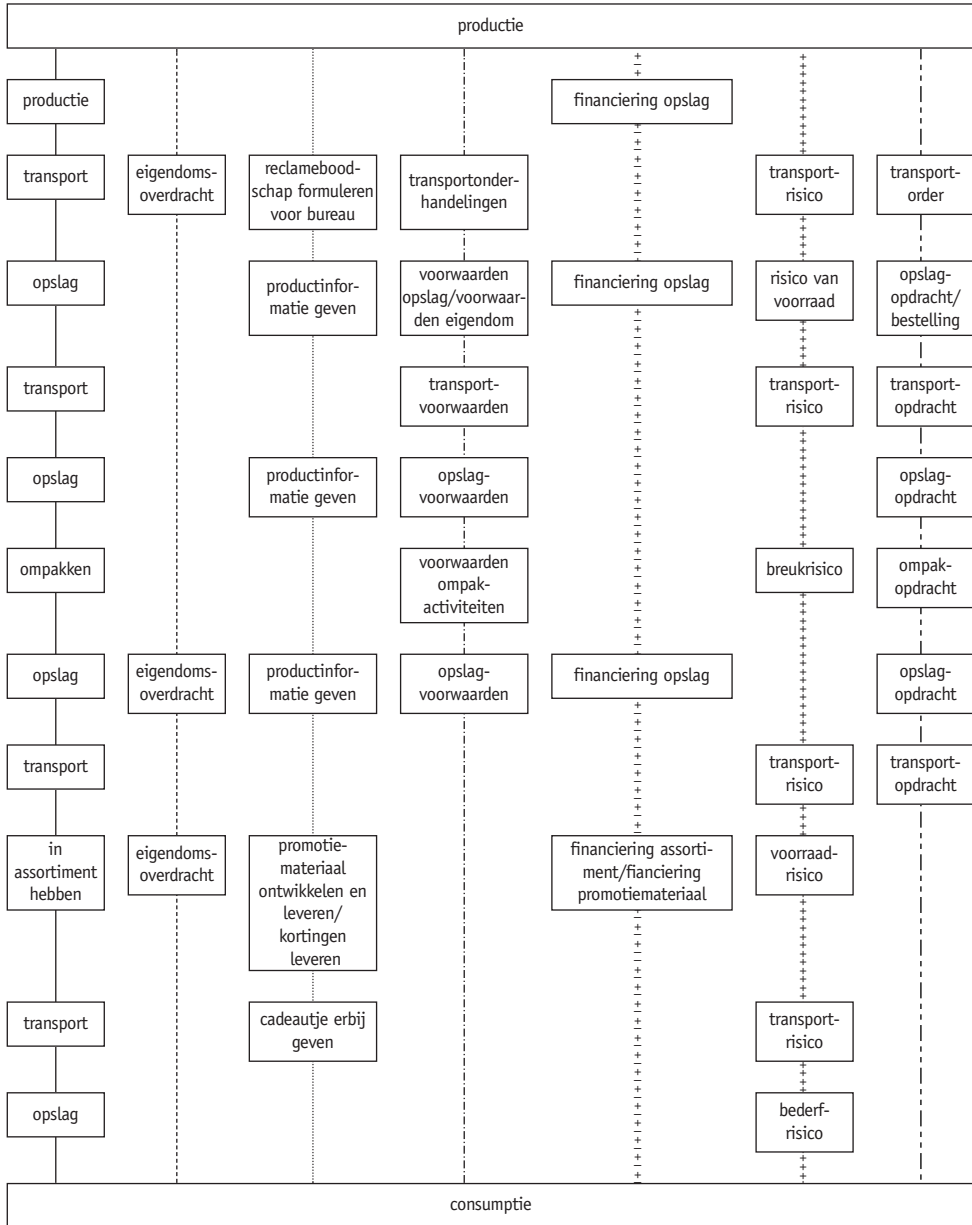 productie
productie
financiering opslag
transport
eigendoms-
overdracht
reclamebood-
schap formuleren
voor bureau
transportonder-
handelingen
transport-
risico
transport-
order
opslag
productinfor-
matie geven
voorwaarden
opslag/voorwaar-
den eigendom
financiering opslag
risico van
voorraad
opslag-
opdracht/
bestelling
transport
transport-
voorwaarden
transport-
risico
transport-
opdracht
opslag
productinfor-
matie geven
opslag-
voorwaarden
opslag-
opdracht
ompakken
voorwaarden
ompak-
activiteiten
breukrisico
ompak-
opdracht
opslag
eigendoms-
overdracht
productinfor-
matie geven
opslag-
voorwaarden
financiering opslag
opslag-
opdracht
transport
transport-
risico
transport-
opdracht
in
assortiment
hebben
eigendoms-
overdracht
promotie-
materiaal
ontwikkelen en
leveren/
kortingen
leveren
financiering assorti-
ment/fianciering
promotiemateriaal
voorraad-
risico
transport
cadeautje erbij
geven
transport-
risico
opslag
bederf-
risico
consumptie